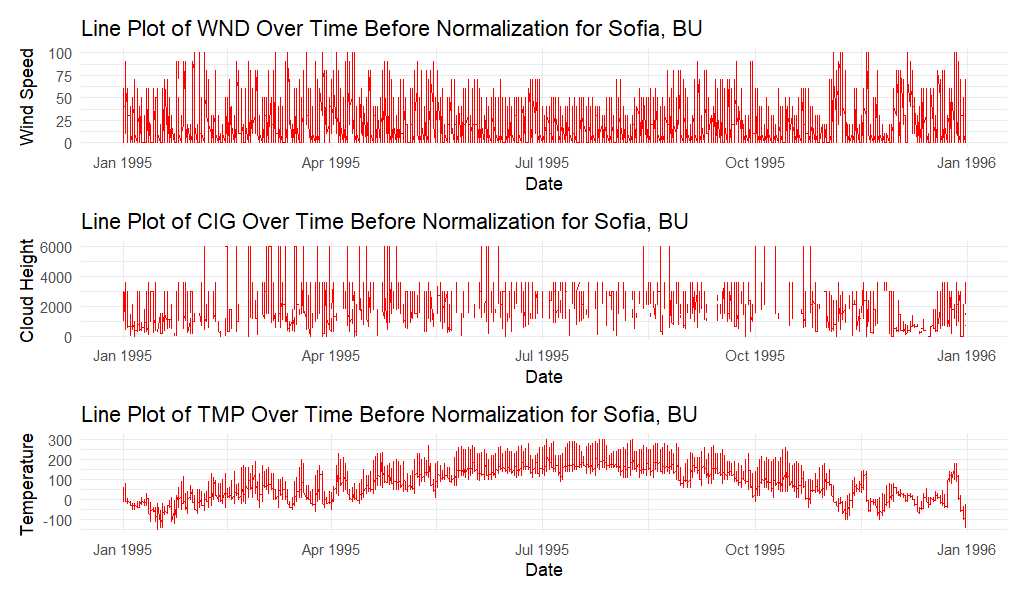 Line Plot of WND Over Time Before Normalization for Sofia, BU
Wind Speed
100
75
50
25
0
Jan 1995 Apr 1995 Jul 1995 Oct 1995 Jan 1996
Date
Line Plot of CIG Over Time Before Normalization for Sofia, BU
Cloud Height
6000
4000
2000
0
Jan 1995 Apr 1995 Jul 1995 Oct 1995 Jan 1996
Date
Line Plot of TMP Over Time Before Normalization for Sofia, BU
Temperature
300
200
100
0
-100
Jan 1995 Apr 1995 Jul 1995 Oct 1995 Jan 1996
Date